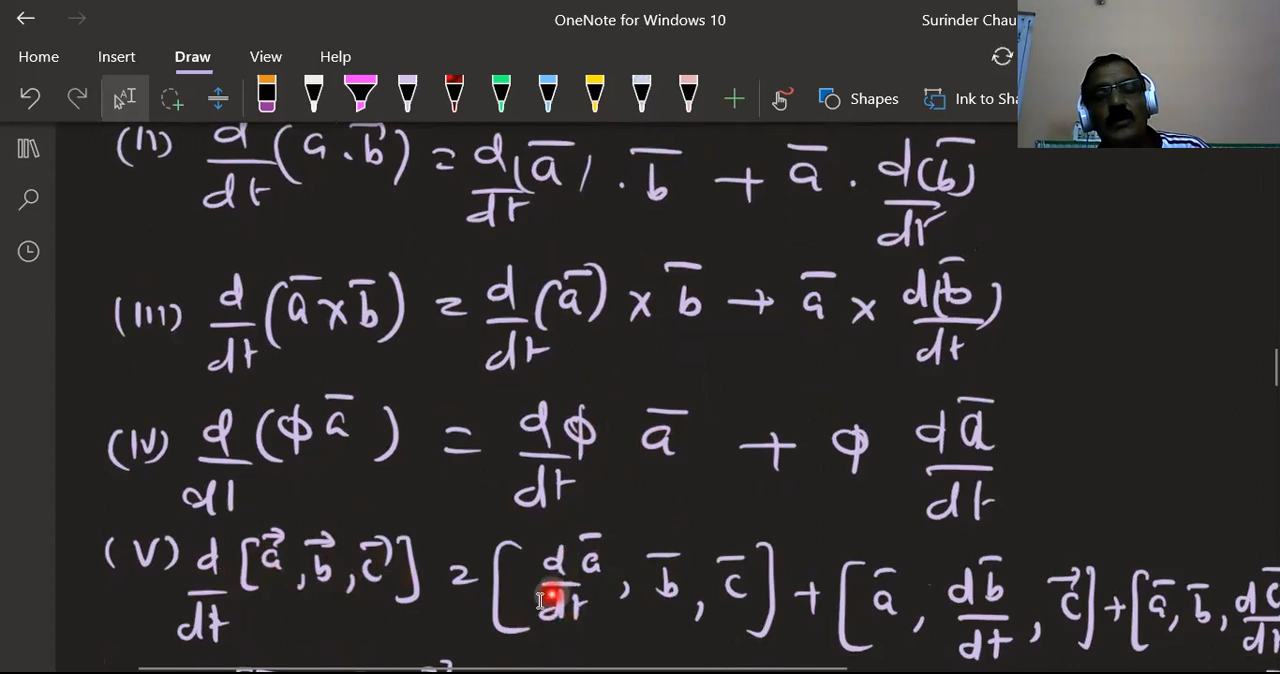 OneNote for Windows 10
Surinder Chau
Home Insert Draw View Help
Shapes Ink to Sha
(II) d/dt (a . b⃗) = d/dt (a̅) . b̅ + a̅ . d(b̅)/dt
(III) d/dt (a̅ × b̅) = d/dt (a̅) × b̅ → a̅ × d(b̅)/dt
(IV) d/dt (φ a̅) = dφ/dt a̅ + φ da̅/dt
(V) d/dt [a⃗, b⃗, c⃗] = [da̅/dt, b̅, c̅] + [a̅, db̅/dt, c⃗] + [a̅, b̅, dc̅/dt